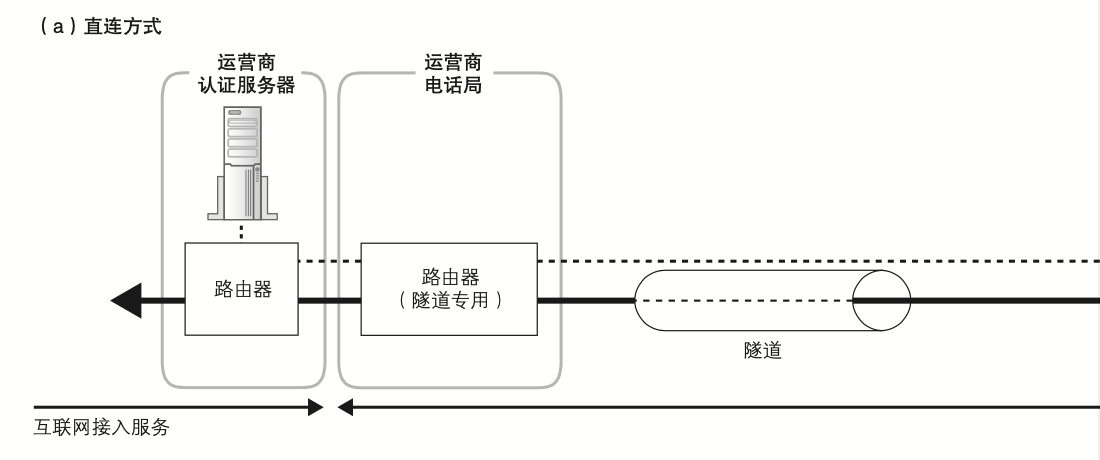 （a）直连方式
运营商
认证服务器
运营商
电话局
路由器
路由器
（隧道专用）
隧道
互联网接入服务